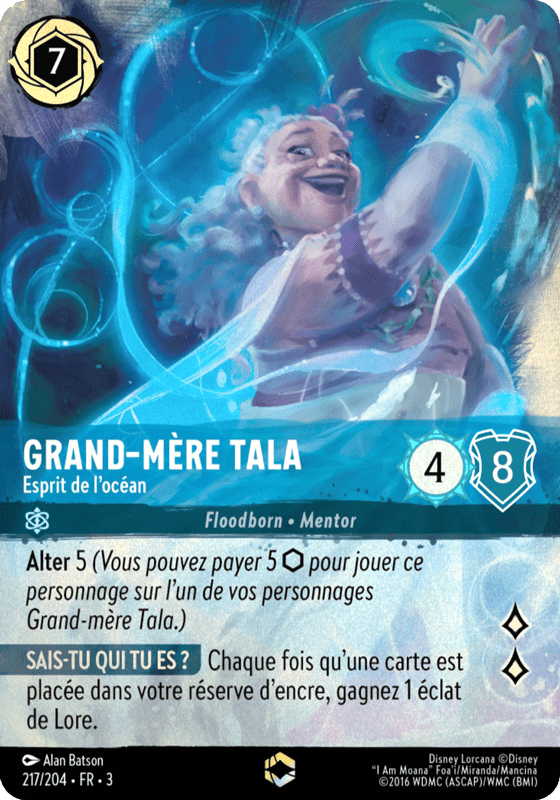 7
GRAND-MÈRE TALA
Esprit de l'océan
4
8
Floodborn • Mentor
Alter 5 (Vous pouvez payer 5 pour jouer ce
personnage sur l'un de vos personnages
Grand-mère Tala.)
SAIS-TU QUI TU ES ? Chaque fois qu'une carte est
placée dans votre réserve d'encre, gagnez 1 éclat
de Lore.
Alan Batson
217/204 • FR • 3
Disney Lorcana ©Disney
"I Am Moana" Foa'i/Miranda/Mancina
©2016 WDMC (ASCAP)/WMC (BMI)